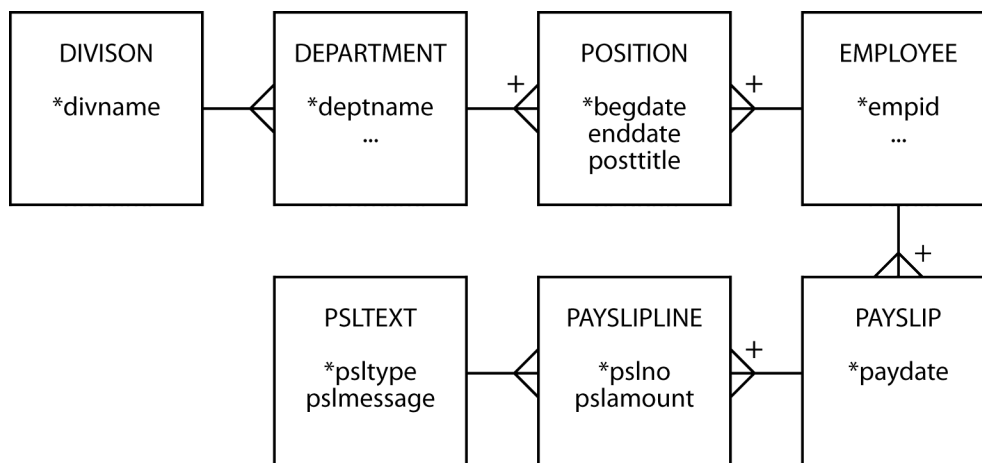 DIVISON
*divname
DEPARTMENT
*deptname
...
+
POSITION
*begdate
enddate
posttitle
+
EMPLOYEE
*empid
...
+
PSLTEXT
*psltype
pslmessage
PAYSLIPLINE
*pslno
pslamount
+
PAYSLIP
*paydate